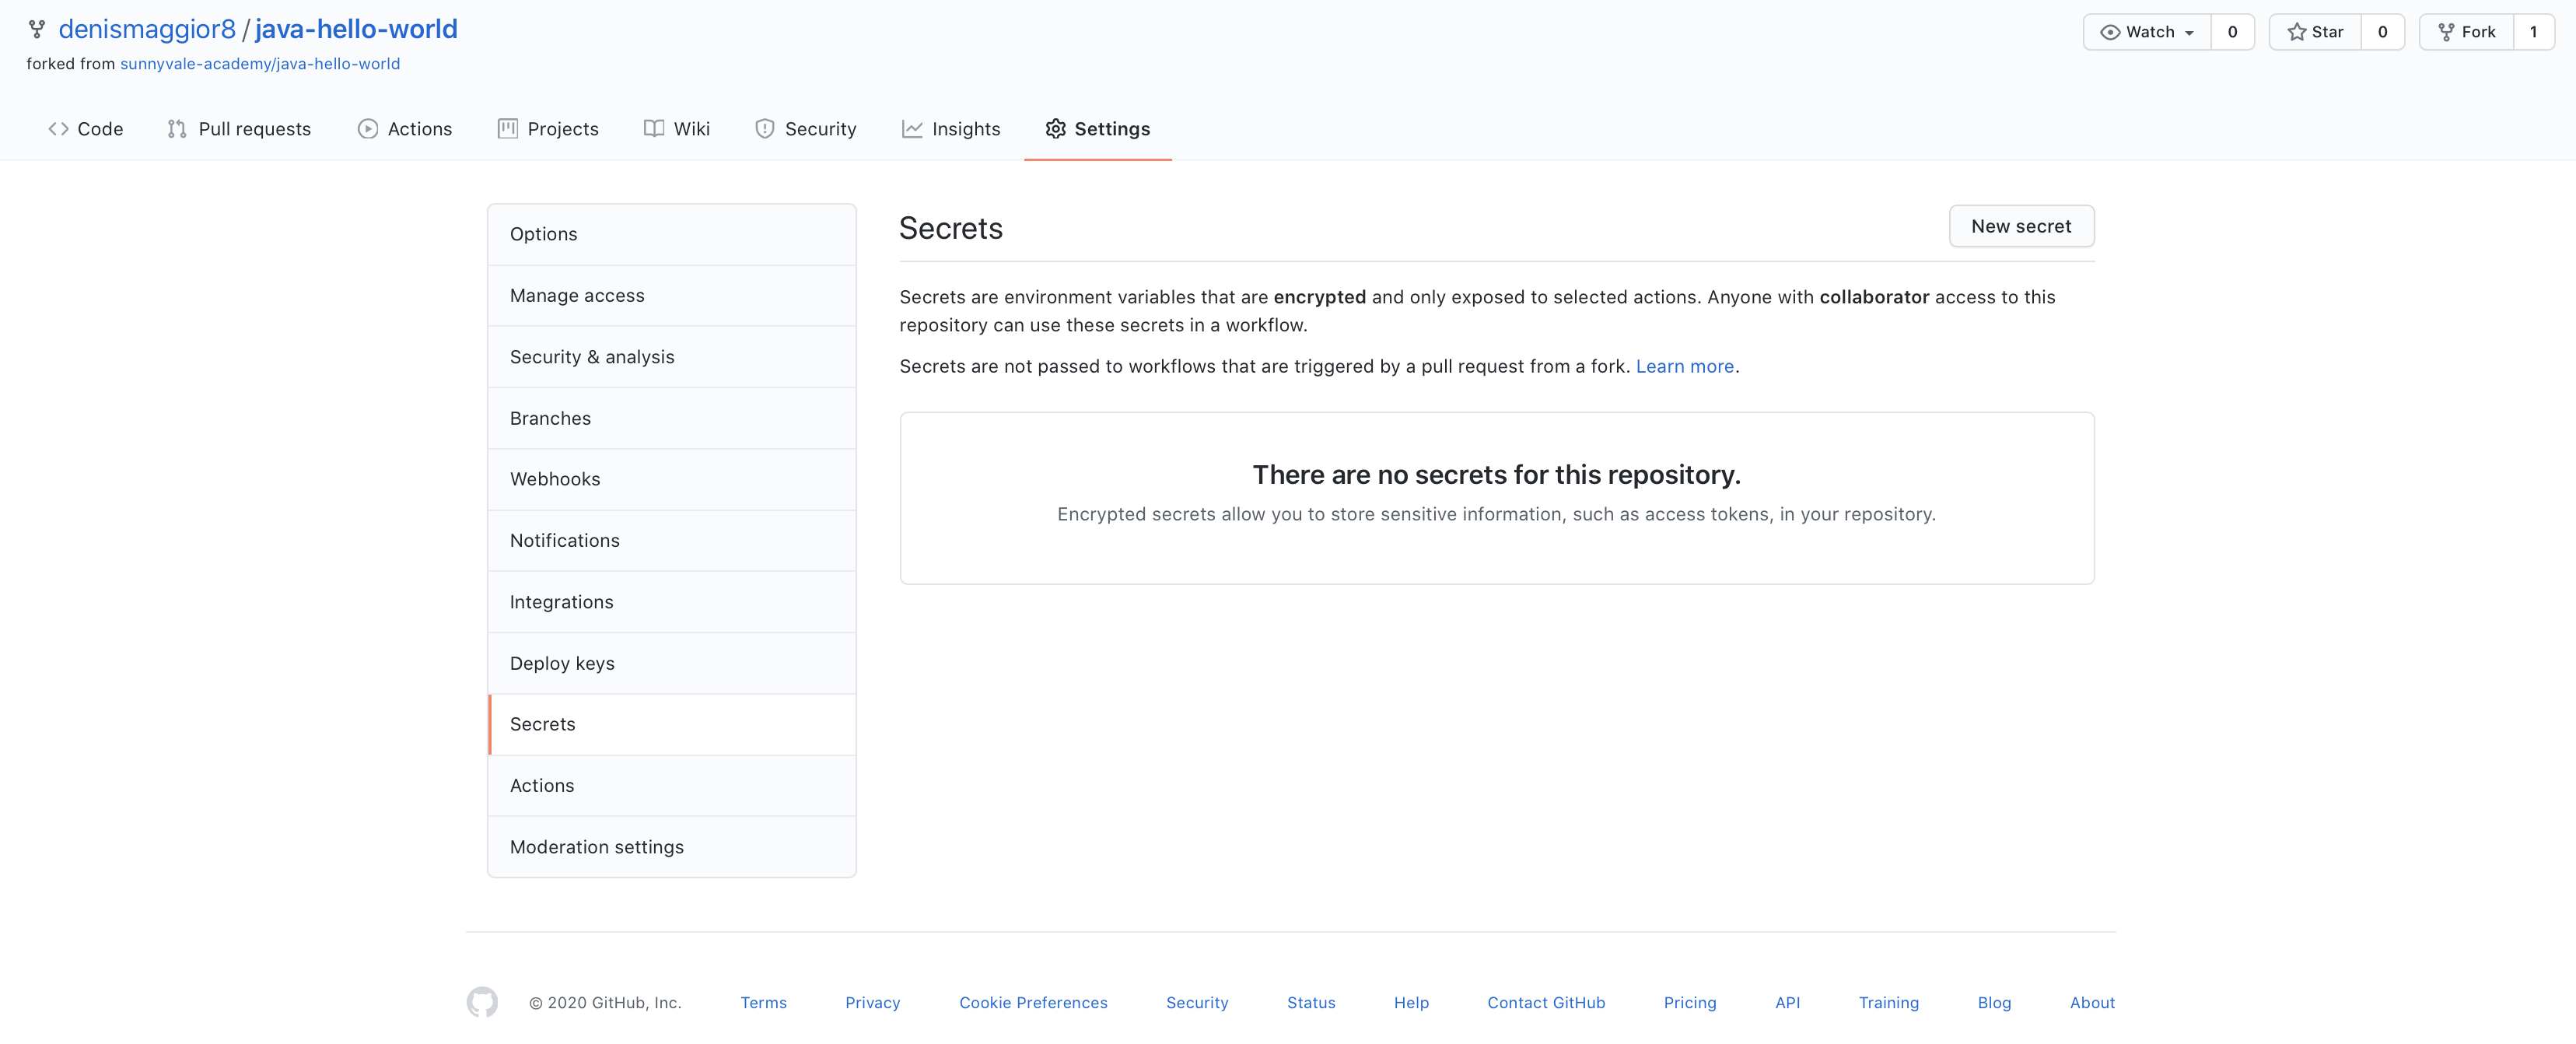 denismaggior8 / java-hello-world
Watch 0 Star 0 Fork 1
forked from sunnyvale-academy/java-hello-world
Code Pull requests Actions Projects Wiki Security Insights Settings
Options
Manage access
Security & analysis
Branches
Webhooks
Notifications
Integrations
Deploy keys
Secrets
Actions
Moderation settings
Secrets
New secret
Secrets are environment variables that are encrypted and only exposed to selected actions. Anyone with collaborator access to this
repository can use these secrets in a workflow.
Secrets are not passed to workflows that are triggered by a pull request from a fork. Learn more.
There are no secrets for this repository.
Encrypted secrets allow you to store sensitive information, such as access tokens, in your repository.
© 2020 GitHub, Inc. Terms Privacy Cookie Preferences Security Status Help Contact GitHub Pricing API Training Blog About